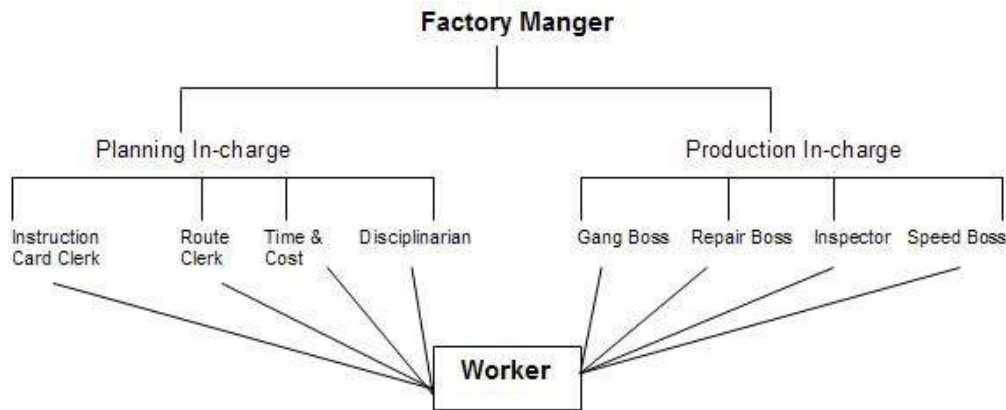 Factory Manger
Planning In-charge
Production In-charge
Instruction
Card Clerk
Route
Clerk
Time &
Cost
Disciplinarian
Gang Boss
Repair Boss
Inspector
Speed Boss
Worker